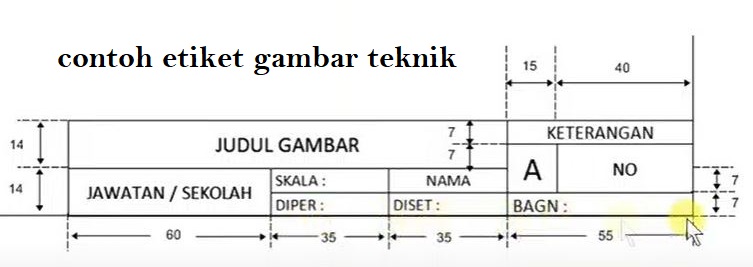 contoh etiket gambar teknik
15
40
14
JUDUL GAMBAR
7
7
KETERANGAN
A
NO
14
JAWATAN / SEKOLAH
SKALA :
NAMA
7
DIPER :
DISET :
BAGN :
7
60
35
35
55